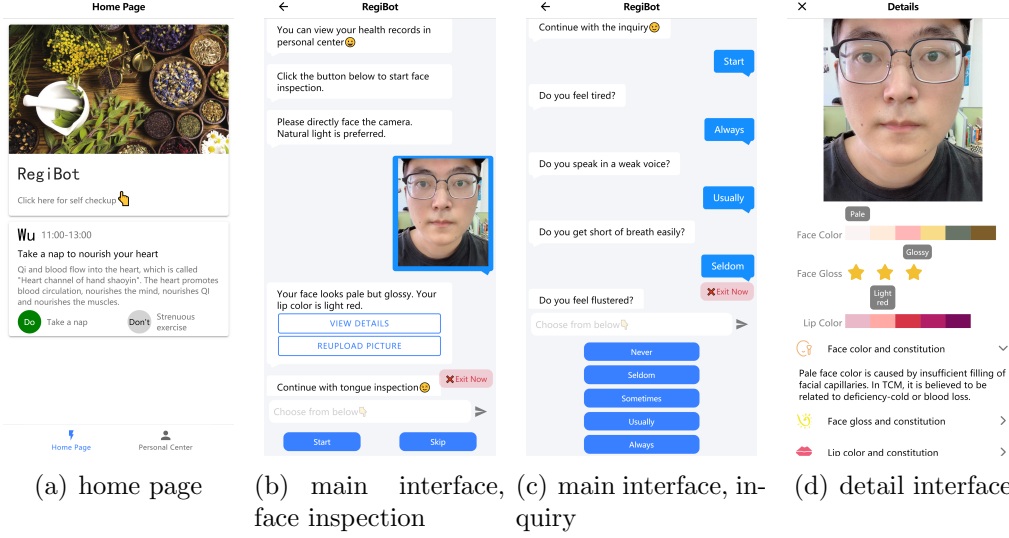 Home Page
RegiBot
Click here for self checkup
Wu 11:00-13:00
Take a nap to nourish your heart
Qi and blood flow into the heart, which is called
"Heart channel of hand shaoyin". The heart promotes
blood circulation, nourishes the mind, nourishes QI
and nourishes the muscles.
Do
Take a nap
Don't
Strenuous
exercise
Home Page
Personal Center
(a) home page
RegiBot
You can view your health records in
personal center
Click the button below to start face
inspection.
Please directly face the camera.
Natural light is preferred.
Your face looks pale but glossy. Your
lip color is light red.
VIEW DETAILS
REUPLOAD PICTURE
Exit Now
Continue with tongue inspection
Choose from below
Start
Skip
(b) main interface,
face inspection
RegiBot
Continue with the inquiry
Start
Do you feel tired?
Always
Do you speak in a weak voice?
Usually
Do you get short of breath easily?
Seldom
Exit Now
Do you feel flustered?
Choose from below
Never
Seldom
Sometimes
Usually
Always
(c) main interface, in-
quiry
Details
Pale
Face Color
Glossy
Face Gloss
Light
red
Lip Color
Face color and constitution
Pale face color is caused by insufficient filling of
facial capillaries. In TCM, it is believed to be
related to deficiency-cold or blood loss.
Face gloss and constitution
Lip color and constitution
(d) detail interface